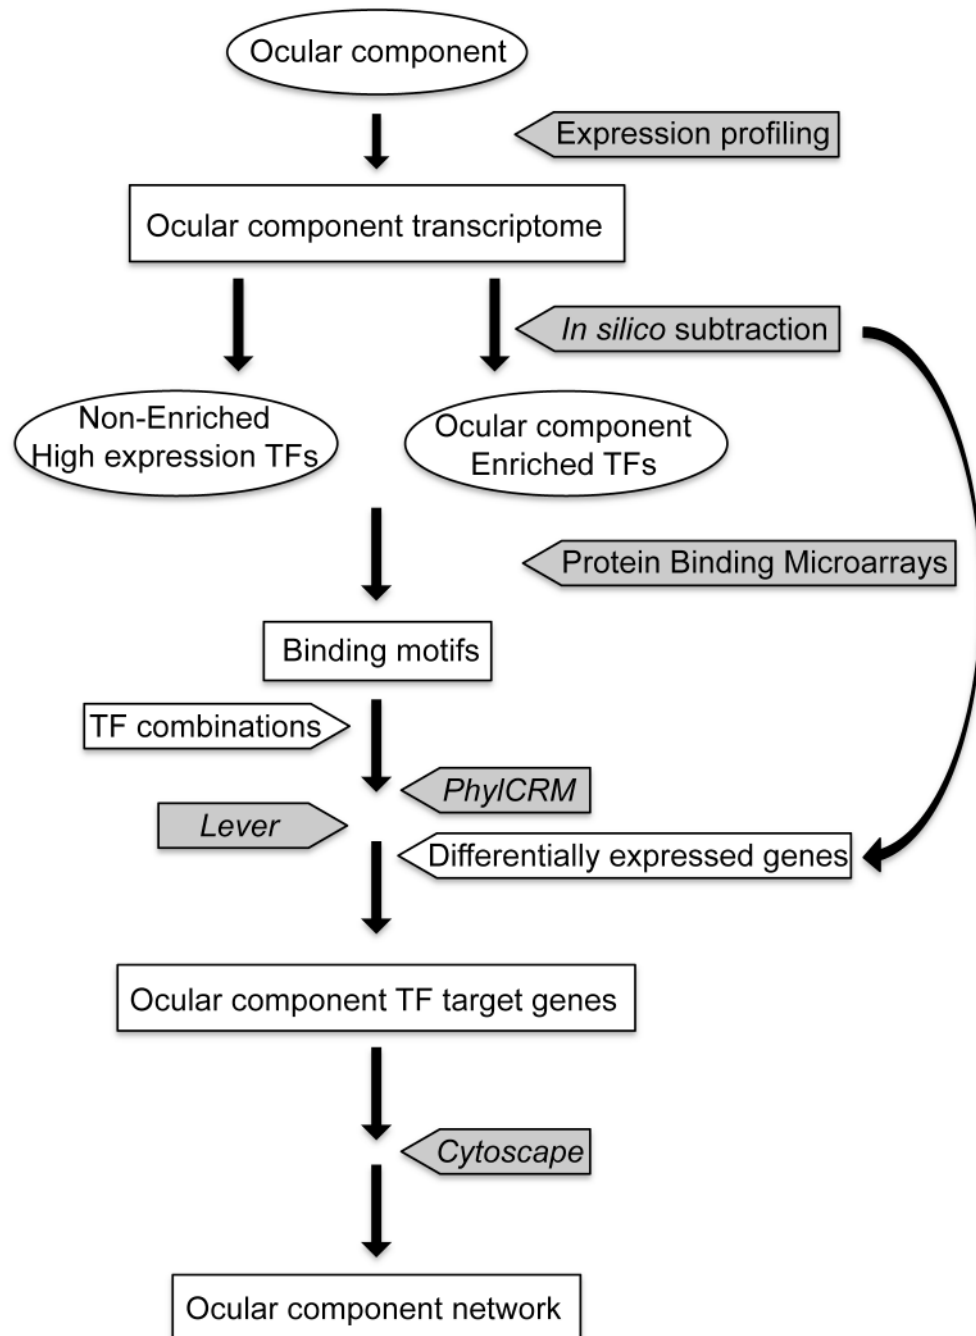 Ocular component
Expression profiling
Ocular component transcriptome
In silico subtraction
Non-Enriched
High expression TFs
Ocular component
Enriched TFs
Protein Binding Microarrays
Binding motifs
TF combinations
PhylCRM
Lever
Differentially expressed genes
Ocular component TF target genes
Cytoscape
Ocular component network